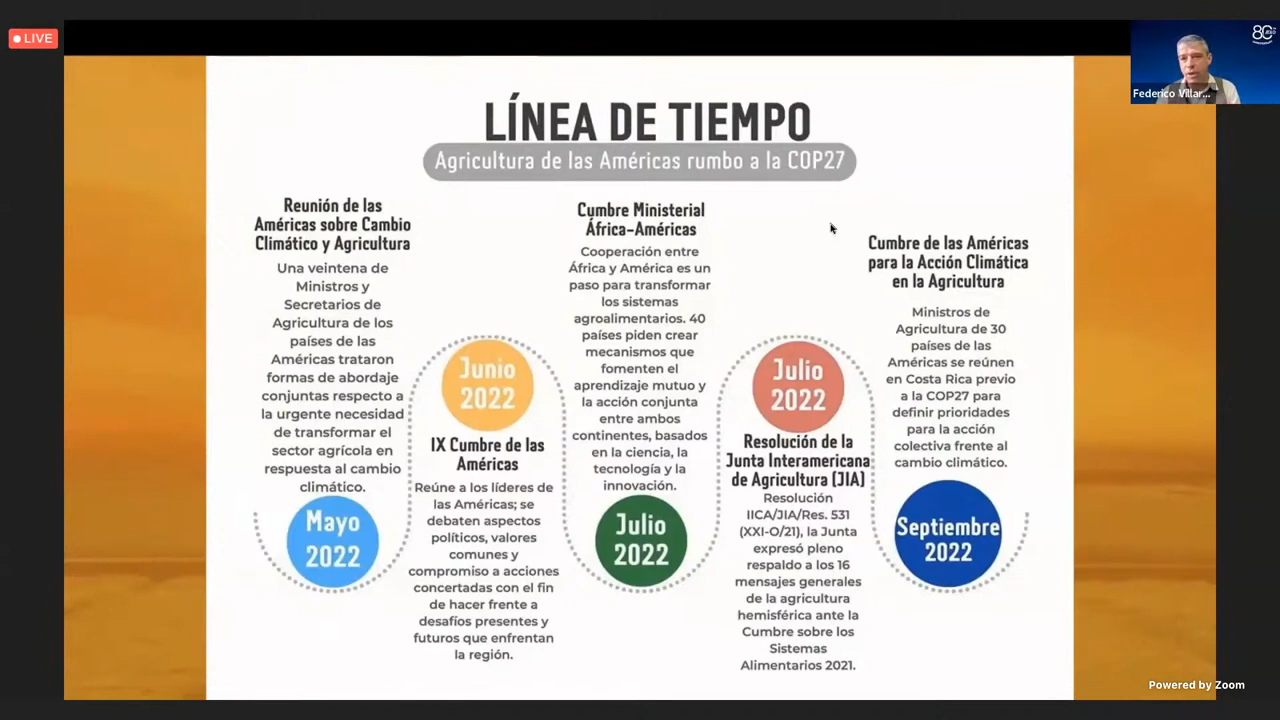 LIVE
80
Federico Villar...
LÍNEA DE TIEMPO
Agricultura de las Américas rumbo a la COP27
Reunión de las
Américas sobre Cambio
Climático y Agricultura
Una veintena de
Ministros y
Secretarios de
Agricultura de los
países de las
Américas trataron
formas de abordaje
conjuntas respecto a
la urgente necesidad
de transformar el
sector agrícola en
respuesta al cambio
climático.
Mayo
2022
Junio
2022
IX Cumbre de las
Américas
Reúne a los líderes de
las Américas; se
debaten aspectos
políticos, valores
comunes y
compromiso a acciones
concertadas con el fin
de hacer frente a
desafíos presentes y
futuros que enfrentan
la región.
Cumbre Ministerial
África-Américas
Cooperación entre
África y América es un
paso para transformar
los sistemas
agroalimentarios. 40
países piden crear
mecanismos que
fomenten el
aprendizaje mutuo y
la acción conjunta
entre ambos
continentes, basados
en la ciencia, la
tecnología y la
innovación.
Julio
2022
Julio
2022
Resolución de la
Junta Interamericana
de Agricultura (JIA)
Resolución
IICA/JIA/Res. 531
(XXI-O/21), la Junta
expresó pleno
respaldo a los 16
mensajes generales
de la agricultura
hemisférica ante la
Cumbre sobre los
Sistemas
Alimentarios 2021.
Cumbre de las Américas
para la Acción Climática
en la Agricultura
Ministros de
Agricultura de 30
países de las
Américas se reúnen
en Costa Rica previo
a la COP27 para
definir prioridades
para la acción
colectiva frente al
cambio climático.
Septiembre
2022
Powered by Zoom